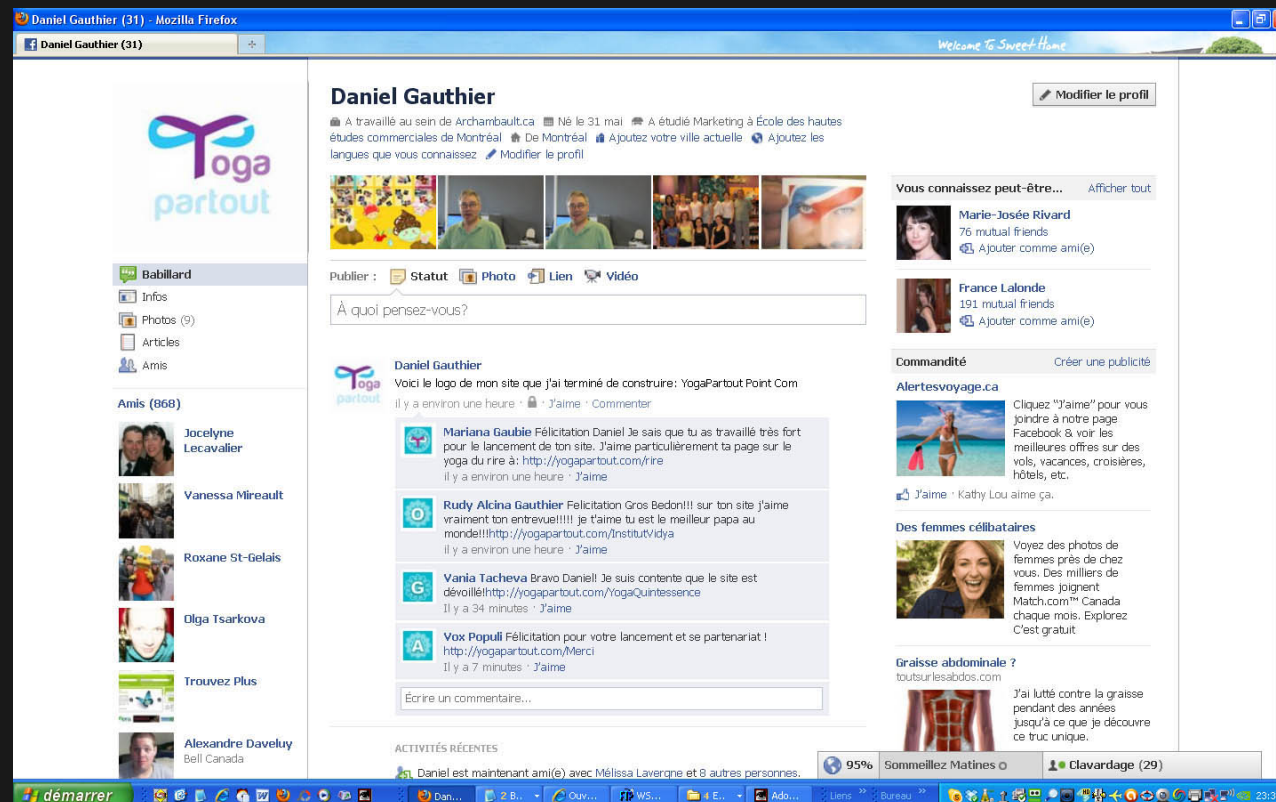 Daniel Gauthier (31) - Mozilla Firefox
Daniel Gauthier (31)
Welcome To Sweet Home
Yoga
partout
Babillard
Infos
Photos (9)
Articles
Amis
Amis (868)
Jocelyne
Lecavalier
Vanessa Mireault
Roxane St-Gelais
Olga Tsarkova
Trouvez Plus
Alexandre Daveluy
Bell Canada
Daniel Gauthier
Modifier le profil
A travaillé au sein de Archambault.ca Né le 31 mai A étudié Marketing à École des hautes
études commerciales de Montréal De Montréal Ajoutez votre ville actuelle Ajoutez les
langues que vous connaissez Modifier le profil
Publier : Statut Photo Lien Vidéo
À quoi pensez-vous?
Yoga
partout
Daniel Gauthier
Voici le logo de mon site que j'ai terminé de construire: YogaPartout Point Com
il y a environ une heure · J'aime · Commenter
Mariana Gaubie Félicitation Daniel Je sais que tu as travaillé très fort
pour le lancement de ton site. J'aime particulièrement ta page sur le
yoga du rire à: http://yogapartout.com/rire
il y a environ une heure · J'aime
Rudy Alcina Gauthier Felicitation Gros Bedon!!! sur ton site j'aime
vraiment ton entrevue!!!!! je t'aime tu est le meilleur papa au
monde!!!http://yogapartout.com/InstitutVidya
il y a environ une heure · J'aime
Vania Tacheva Bravo Daniel! Je suis contente que le site est
dévoilé!http://yogapartout.com/YogaQuintessence
Il y a 34 minutes · J'aime
Vox Populi Félicitation pour votre lancement et se partenariat !
http://yogapartout.com/Merci
Il y a 7 minutes · J'aime
Écrire un commentaire...
ACTIVITÉS RÉCENTES
Daniel est maintenant ami(e) avec Mélissa Lavergne et 8 autres personnes.
Vous connaissez peut-être... Afficher tout
Marie-Josée Rivard
76 mutual friends
Ajouter comme ami(e)
France Lalonde
191 mutual friends
Ajouter comme ami(e)
Commandité Créer une publicité
Alertesvoyage.ca
Cliquez "J'aime" pour vous
joindre à notre page
Facebook & voir les
meilleures offres sur des
vols, vacances, croisières,
hôtels, etc.
J'aime · Kathy Lou aime ça.
Des femmes célibataires
Voyez des photos de
femmes près de chez
vous. Des milliers de
femmes joignent
Match.com™ Canada
chaque mois. Explorez
C'est gratuit
Graisse abdominale ?
toutsurlesabdos.com
J'ai lutté contre la graisse
pendant des années
jusqu'à ce que je découvre
ce truc unique.
95% Sommeillez Matines Clavardage (29)
démarrer Dan... 2 B... Ouv... WS... 4 E... Ado... Liens Bureau 23:3